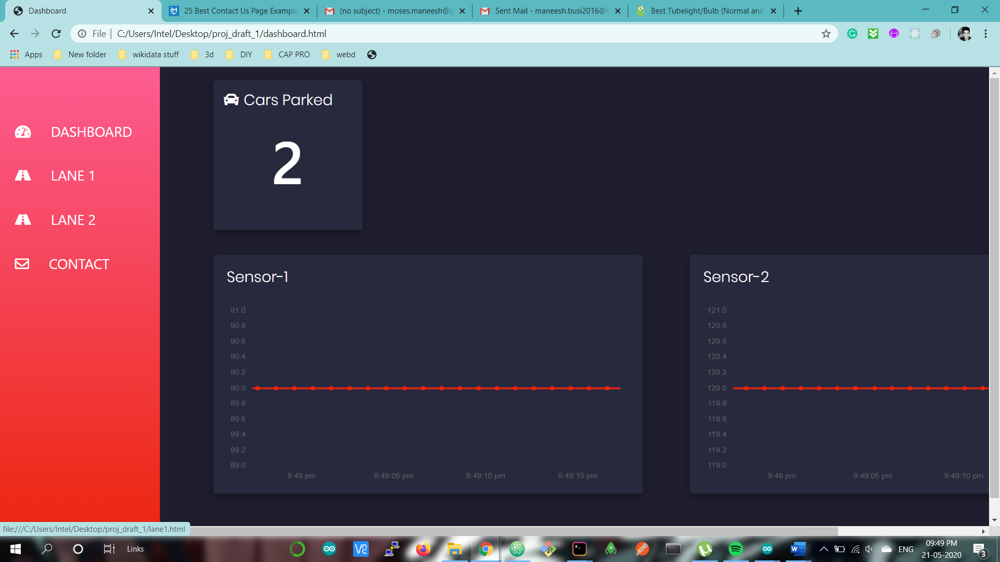 Dashboard
25 Best Contact Us Page Example
(no subject) - moses.maneesh@g
Sent Mail - maneesh.busi2016@v
Best Tubelight/Bulb (Normal and
File
C:/Users/Intel/Desktop/proj_draft_1/dashboard.html
Apps
New folder
wikidata stuff
3d
DIY
CAP PRO
webd
DASHBOARD
LANE 1
LANE 2
CONTACT
Cars Parked
2
Sensor-1
91.0
90.8
90.6
90.4
90.2
90.0
89.8
89.6
89.4
89.2
89.0
9:49 pm
9:49:05 pm
9:49:10 pm
9:49:15 pm
Sensor-2
121.0
120.8
120.6
120.4
120.2
120.0
119.8
119.6
119.4
119.2
119.0
9:49 pm
9:49:05 pm
9:49:10 pm
file:///C:/Users/Intel/Desktop/proj_draft_1/lane1.html
Links
ENG
09:49 PM
21-05-2020
3